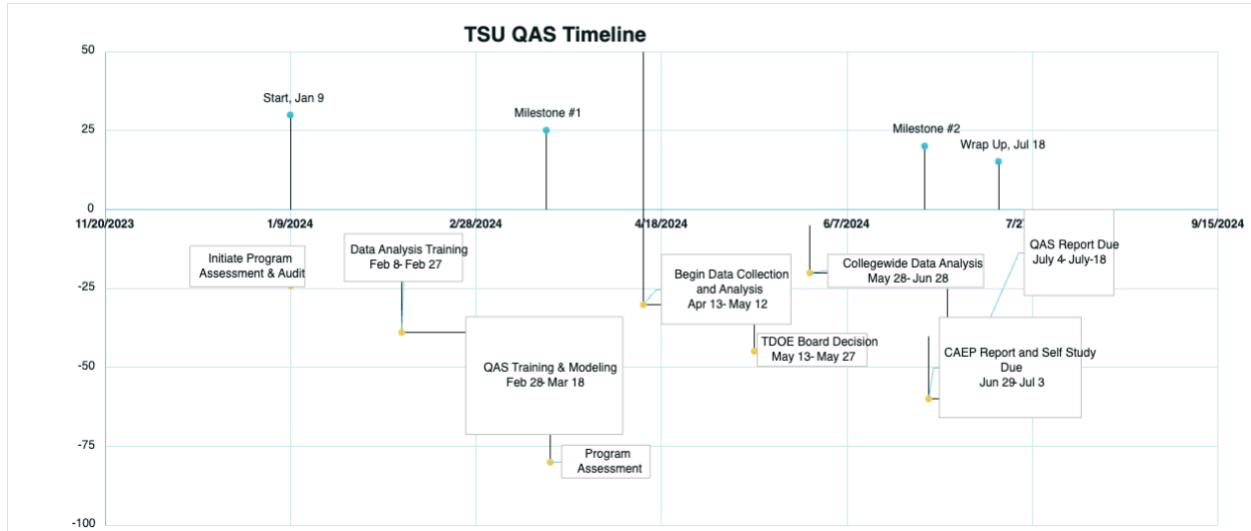 TSU QAS Timeline
50
25
0
-25
-50
-75
-100
11/20/2023
1/9/2024
2/28/2024
4/18/2024
6/7/2024
7/27
9/15/2024
Start, Jan 9
Milestone #1
Milestone #2
Wrap Up, Jul 18
Initiate Program
Assessment & Audit
Data Analysis Training
Feb 8- Feb 27
QAS Training & Modeling
Feb 28- Mar 18
Program
Assessment
Begin Data Collection
and Analysis
Apr 13- May 12
TDOE Board Decision
May 13- May 27
Collegewide Data Analysis
May 28- Jun 28
CAEP Report and Self Study
Due
Jun 29- Jul 3
QAS Report Due
July 4- July-18